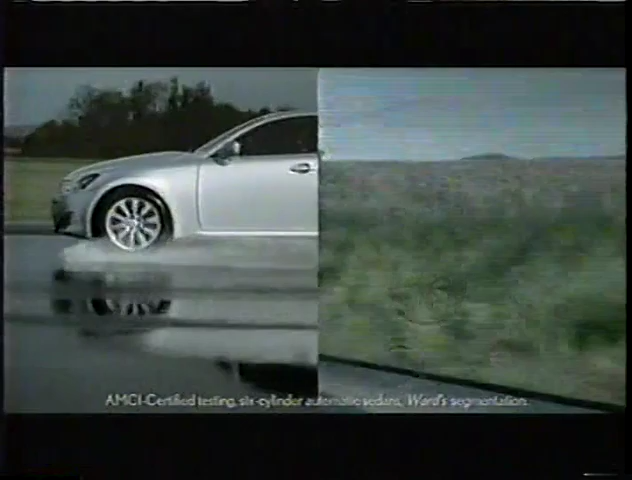 AMCI-Certified testing, six-cylinder automatic sedans, Ward's segmentation.